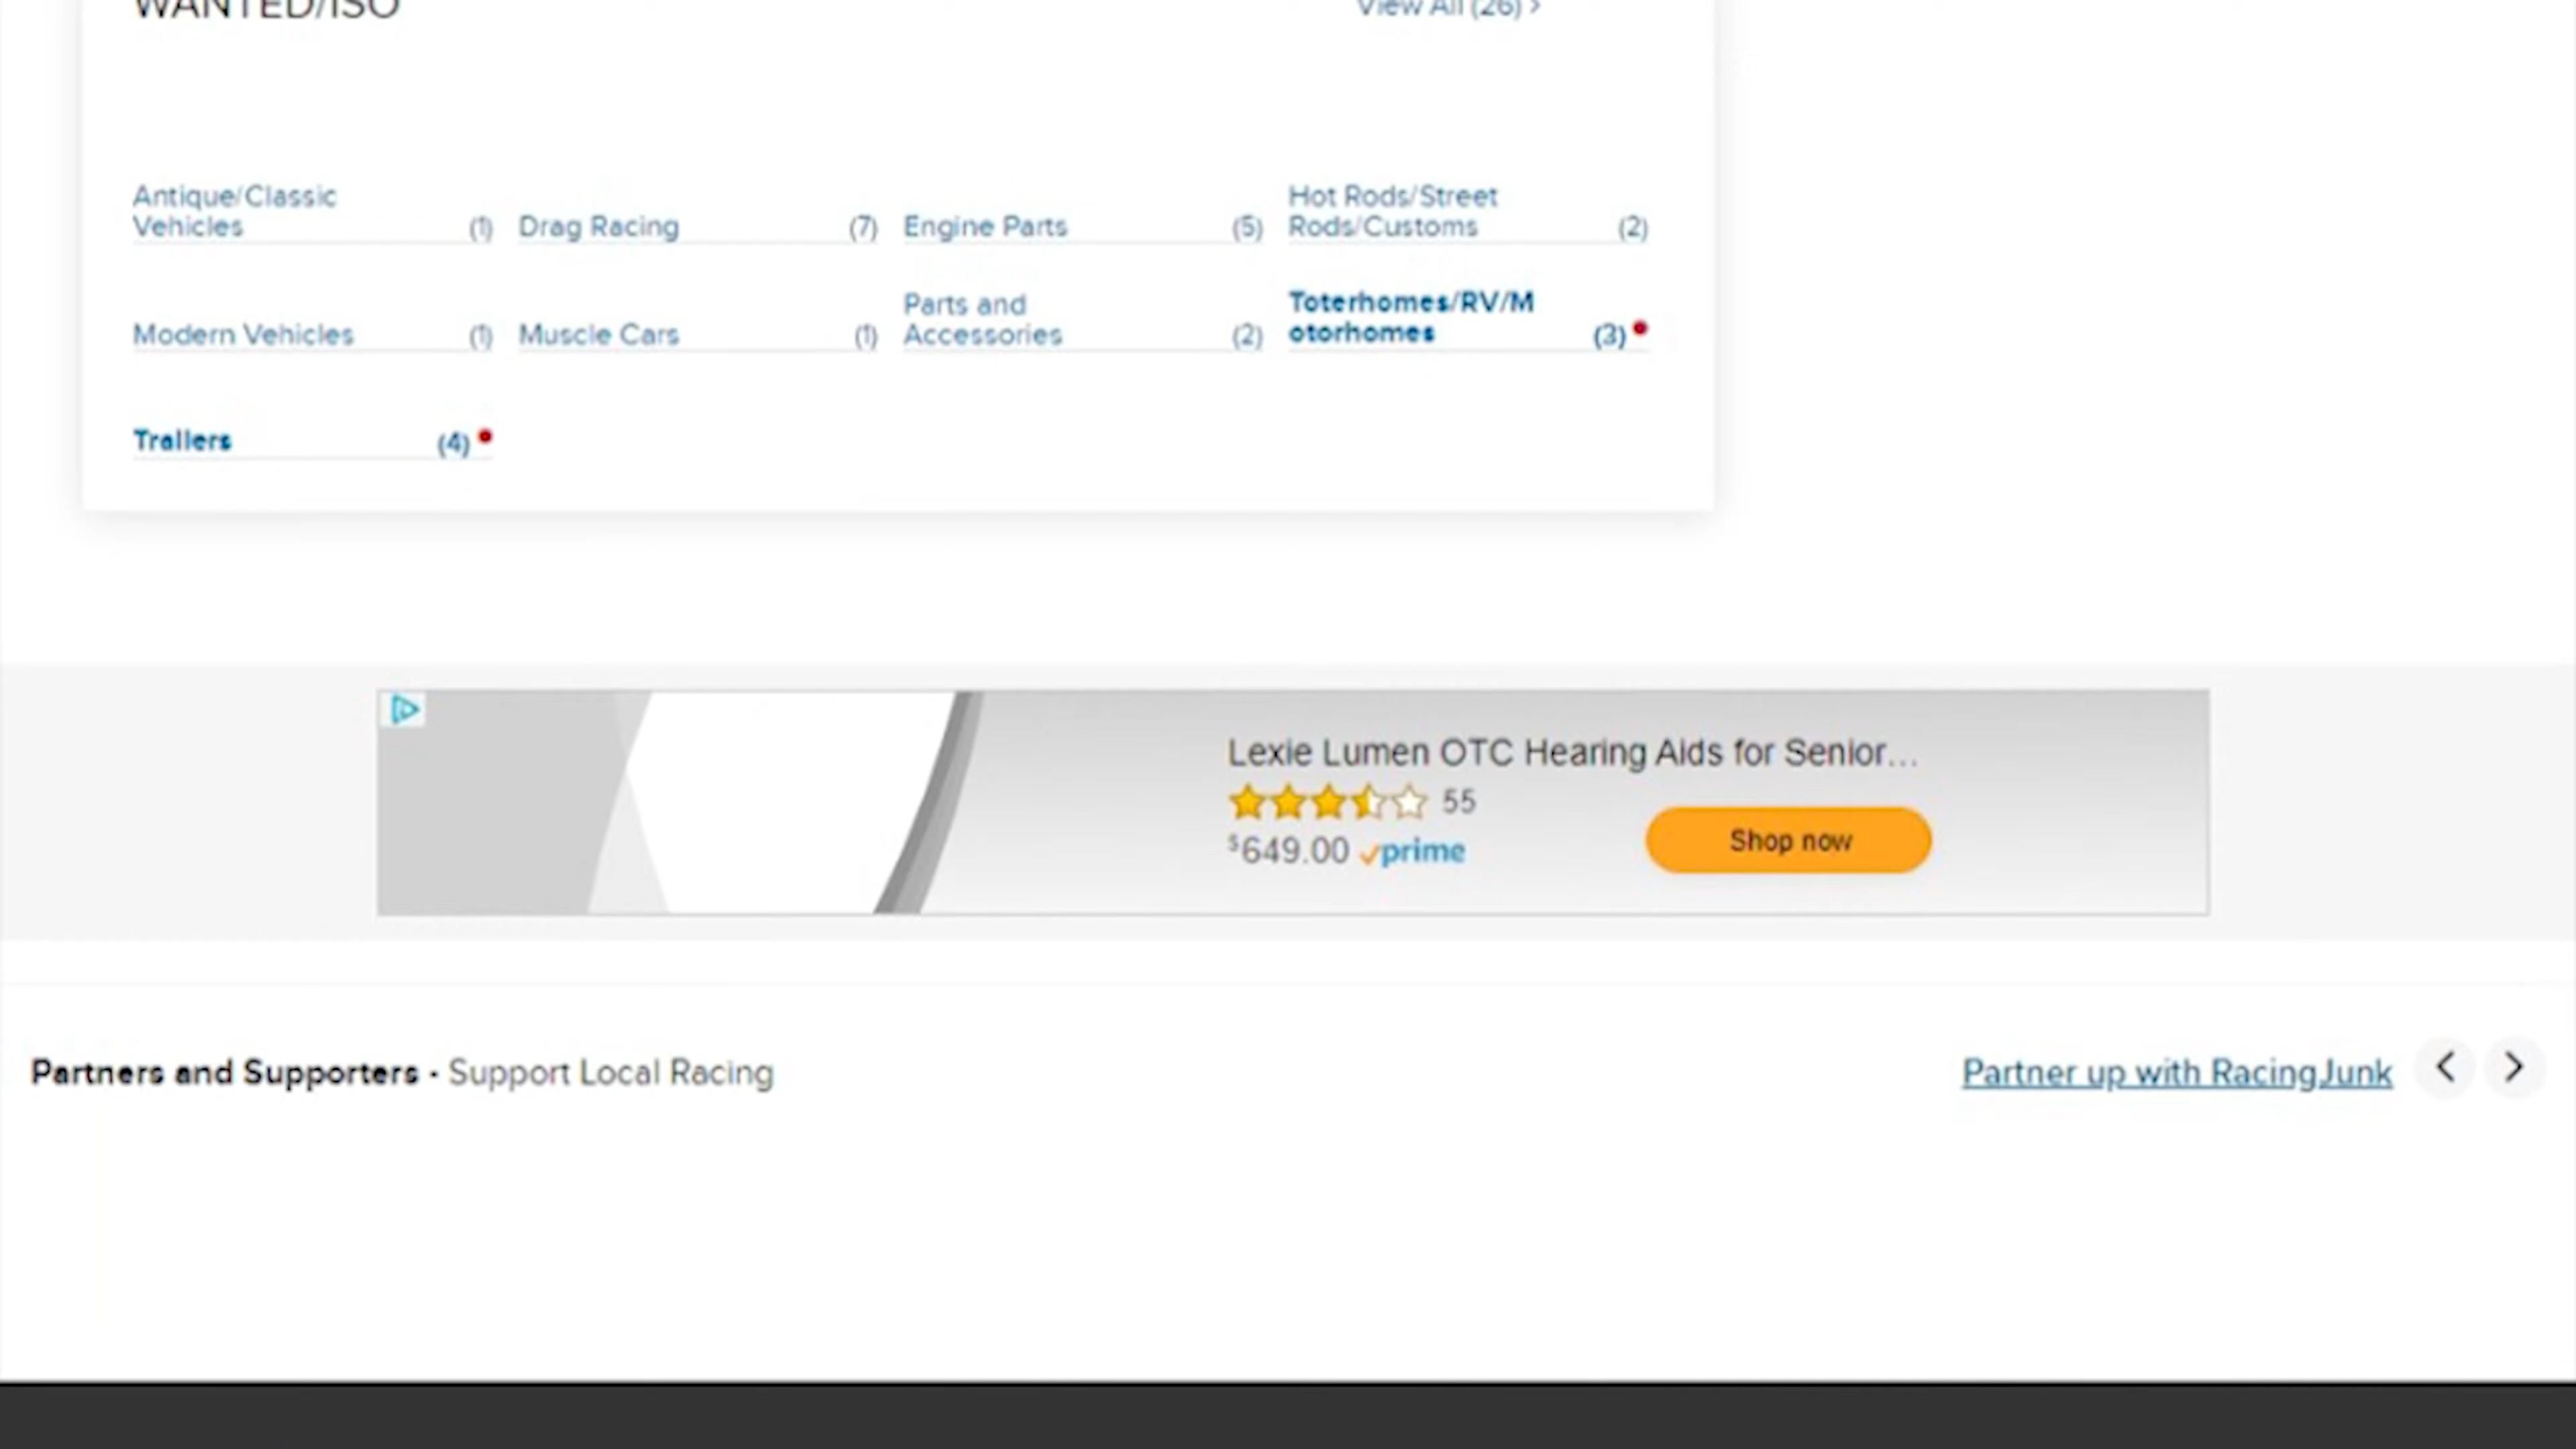 WANTED/ISO
View All (26) >
Antique/Classic Vehicles (1)
Drag Racing (7)
Engine Parts (5)
Hot Rods/Street Rods/Customs (2)
Modern Vehicles (1)
Muscle Cars (1)
Parts and Accessories (2)
Toterhomes/RV/M
otorhomes (3)
Trailers (4)
Lexie Lumen OTC Hearing Aids for Senior...
55
$649.00 prime
Shop now
Partners and Supporters • Support Local Racing
Partner up with RacingJunk